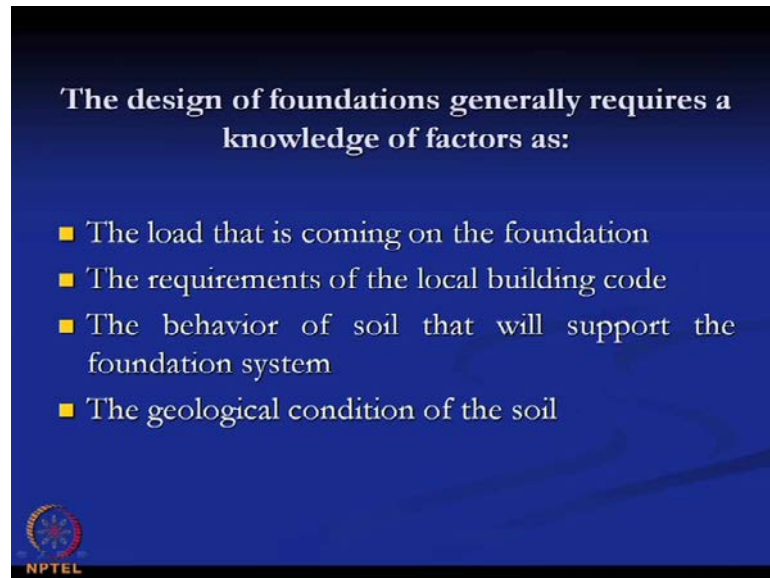 The design of foundations generally requires a
knowledge of factors as:
The load that is coming on the foundation
The requirements of the local building code
The behavior of soil that will support the
foundation system
The geological condition of the soil
NPTEL